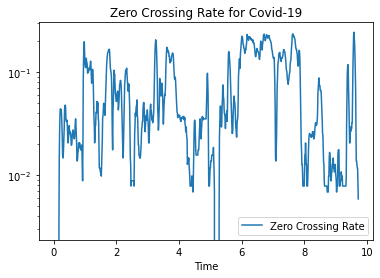 Zero Crossing Rate for Covid-19
10⁻¹
10⁻²
Zero Crossing Rate
0 2 4 6 8 10
Time